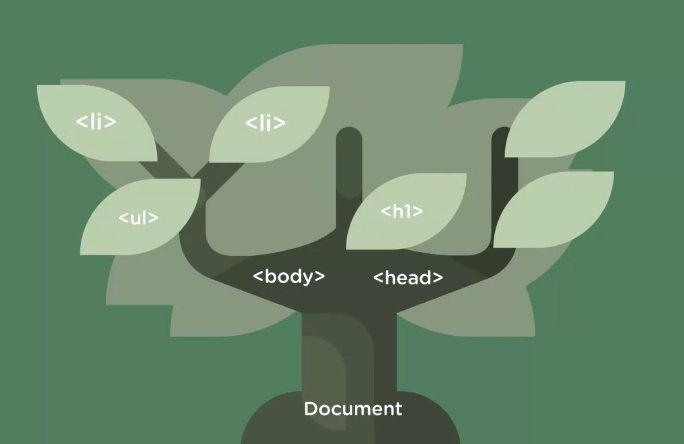 <li>
<li>
<ul>
<h1>
<body>
<head>
Document